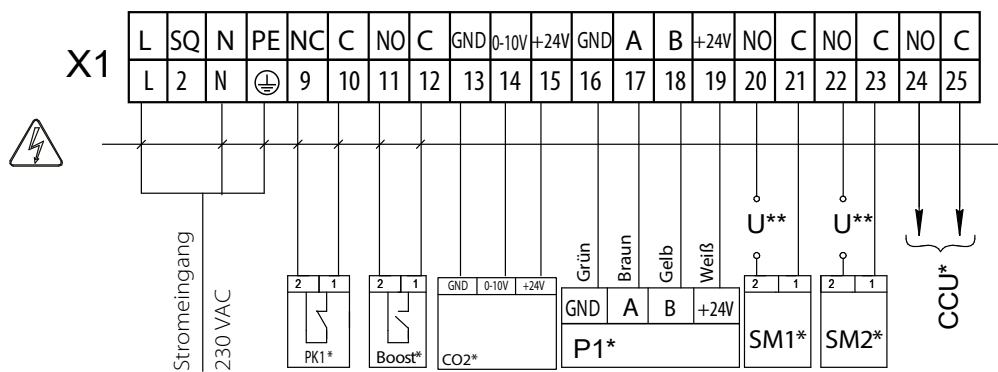 X1
L SQ N PE NC C NO C GND 0-10V +24V GND A B +24V NO C NO C NO C
L 2 N 9 10 11 12 13 14 15 16 17 18 19 20 21 22 23 24 25
Stromeingang
230 VAC
U** U**
Grün Braun Gelb Weiß
2 1 2 1 GND 0-10V +24V GND A B +24V 2 1 2 1
PK1* Boost* CO2* P1* SM1* SM2* CCU*